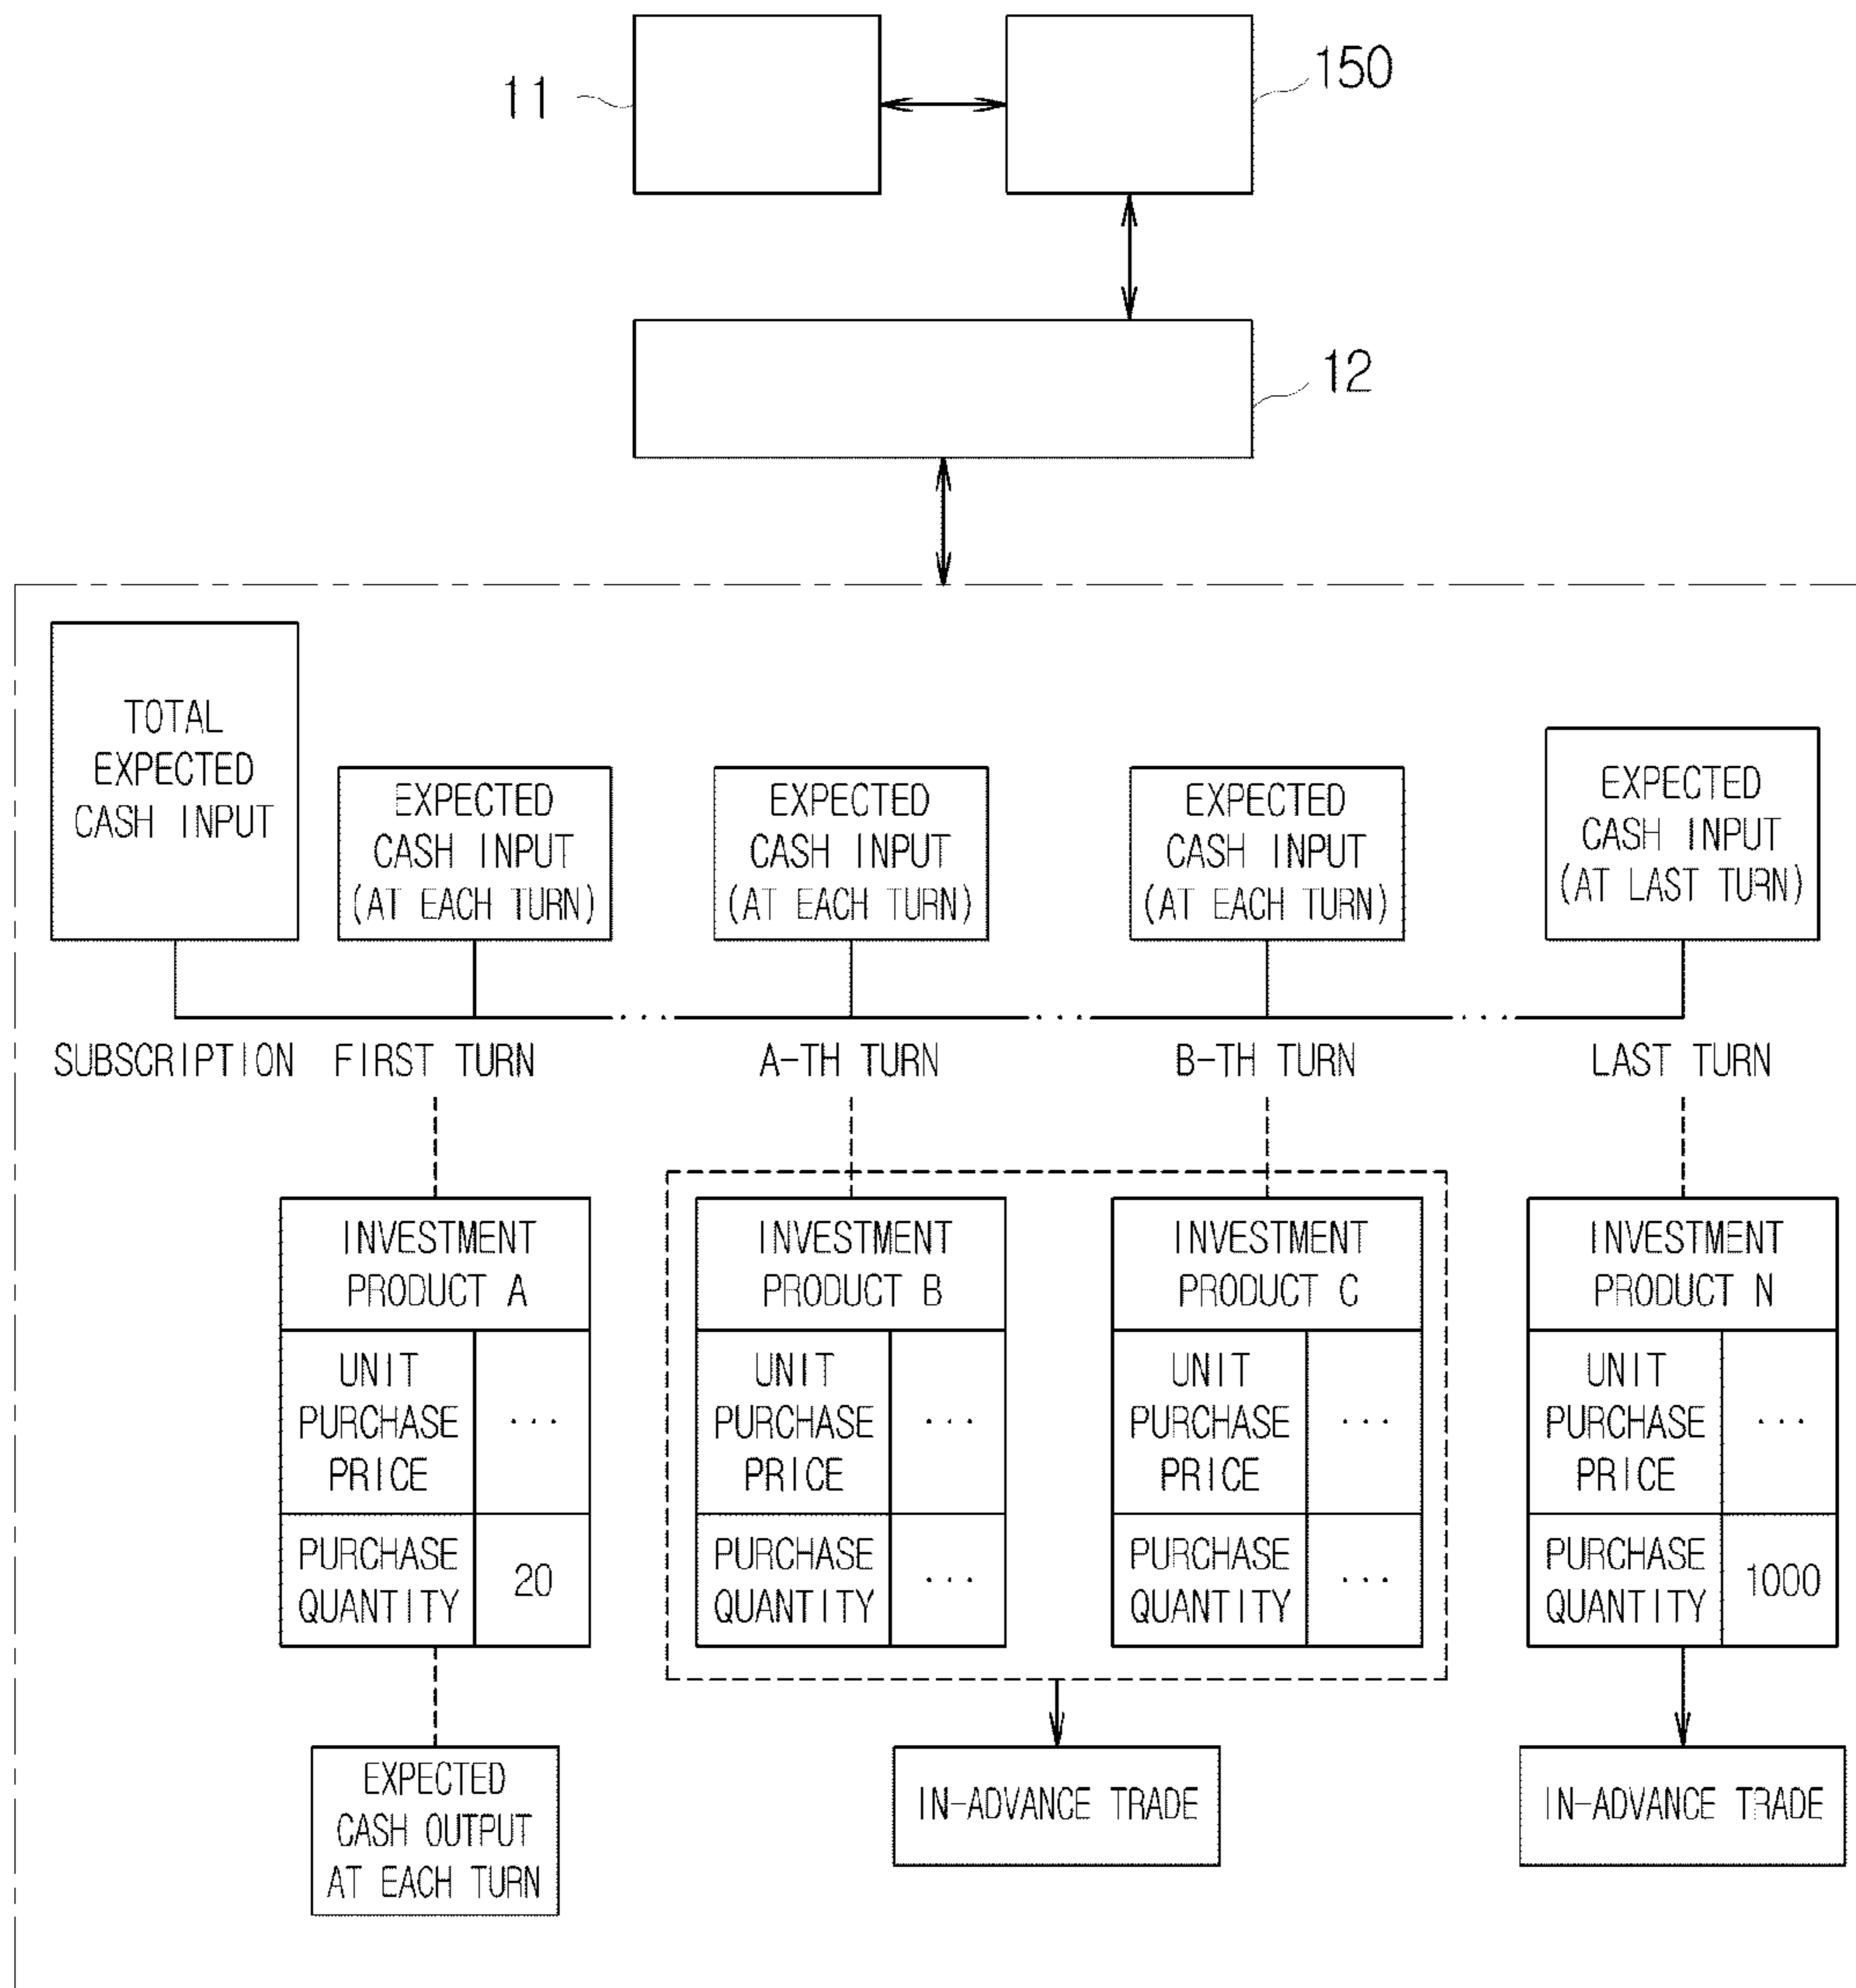 11
150
12
TOTAL
EXPECTED
CASH INPUT
EXPECTED
CASH INPUT
(AT EACH TURN)
EXPECTED
CASH INPUT
(AT EACH TURN)
EXPECTED
CASH INPUT
(AT EACH TURN)
EXPECTED
CASH INPUT
(AT LAST TURN)
...
...
...
SUBSCRIPTION FIRST TURN A-TH TURN B-TH TURN LAST TURN
INVESTMENT
PRODUCT A
UNIT
PURCHASE
PRICE
...
PURCHASE
QUANTITY
20
INVESTMENT
PRODUCT B
UNIT
PURCHASE
PRICE
...
PURCHASE
QUANTITY
...
INVESTMENT
PRODUCT C
UNIT
PURCHASE
PRICE
...
PURCHASE
QUANTITY
...
INVESTMENT
PRODUCT N
UNIT
PURCHASE
PRICE
...
PURCHASE
QUANTITY
1000
EXPECTED
CASH OUTPUT
AT EACH TURN
IN-ADVANCE TRADE
IN-ADVANCE TRADE